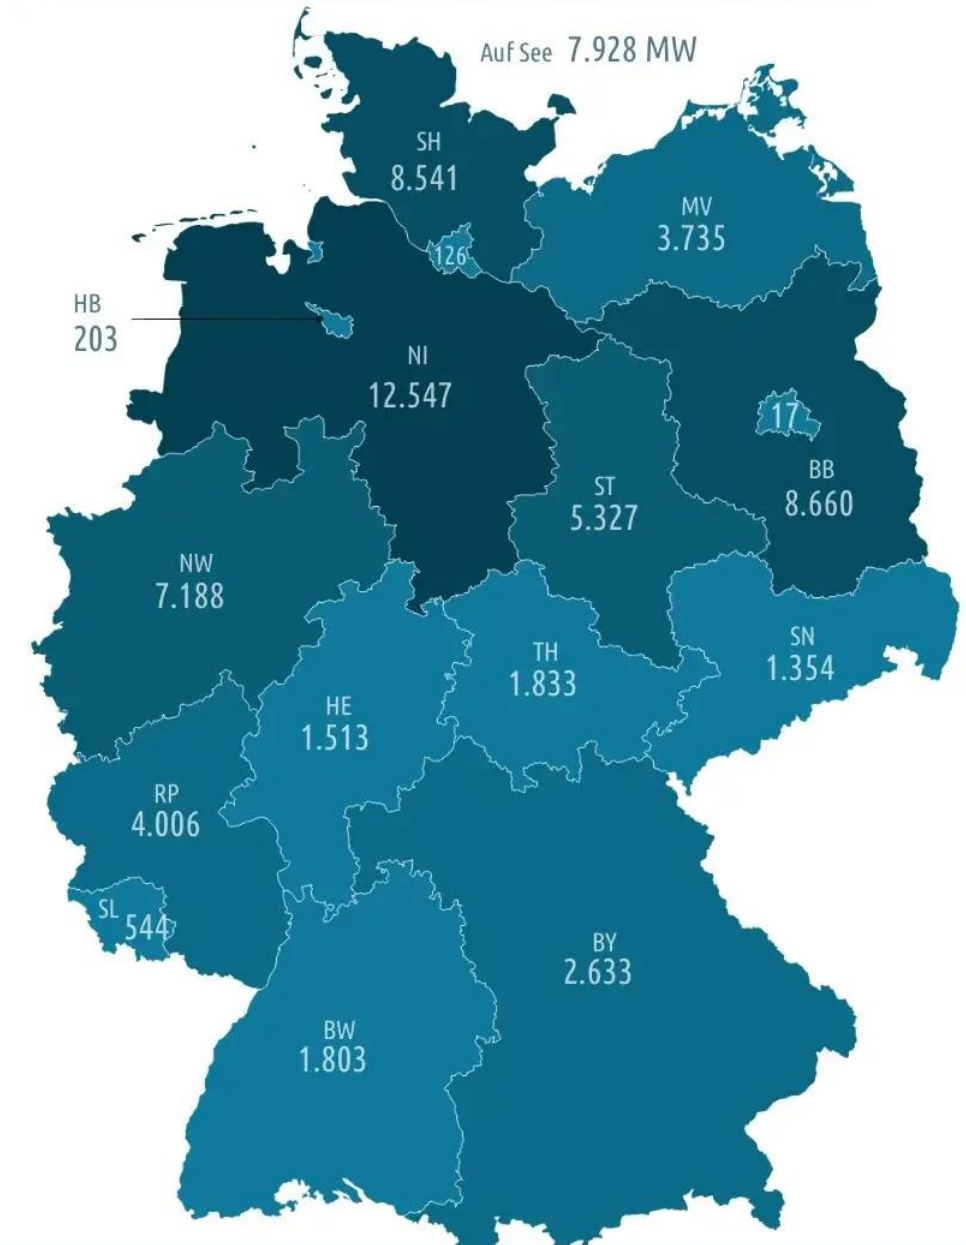 Auf See 7.928 MW
SH
8.541
MV
3.735
126
HB
203
NI
12.547
17
BB
8.660
ST
5.327
NW
7.188
SN
1.354
TH
1.833
HE
1.513
RP
4.006
SL 544
BY
2.633
BW
1.803